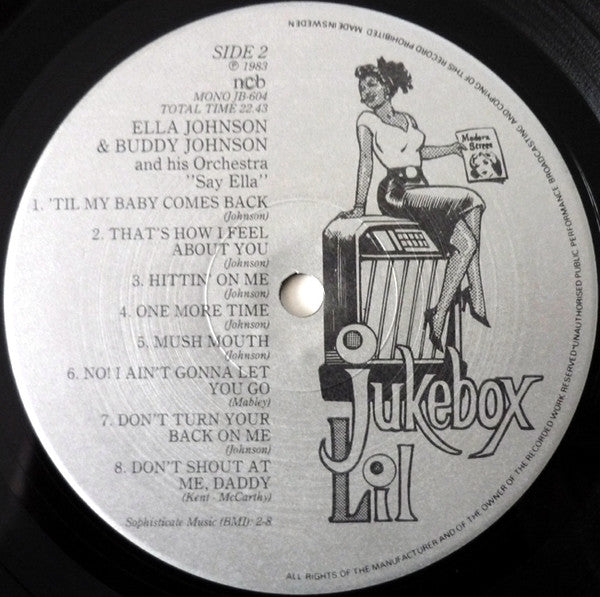 SIDE 2
℗ 1983
ncb
MONO JB-604
TOTAL TIME 22.43
ELLA JOHNSON
& BUDDY JOHNSON
and his Orchestra
"Say Ella"
1. 'TIL MY BABY COMES BACK
(Johnson)
2. THAT'S HOW I FEEL
ABOUT YOU
(Johnson)
3. HITTIN' ON ME
(Johnson)
4. ONE MORE TIME
(Johnson)
5. MUSH MOUTH
(Johnson)
6. NO! I AIN'T GONNA LET
YOU GO
(Mabley)
7. DON'T TURN YOUR
BACK ON ME
(Johnson)
8. DON'T SHOUT AT
ME, DADDY
(Kent - McCarthy)
Sophisticate Music (BMI): 2-8
Modern
Street
Jukebox
Lil
ALL RIGHTS OF THE MANUFACTURER AND OF THE OWNER OF THE RECORDED WORK RESERVED·UNAUTHORISED PUBLIC PERFORMANCE, BROADCASTING AND COPYING OF THIS RECORD PROHIBITED MADE IN SWEDEN